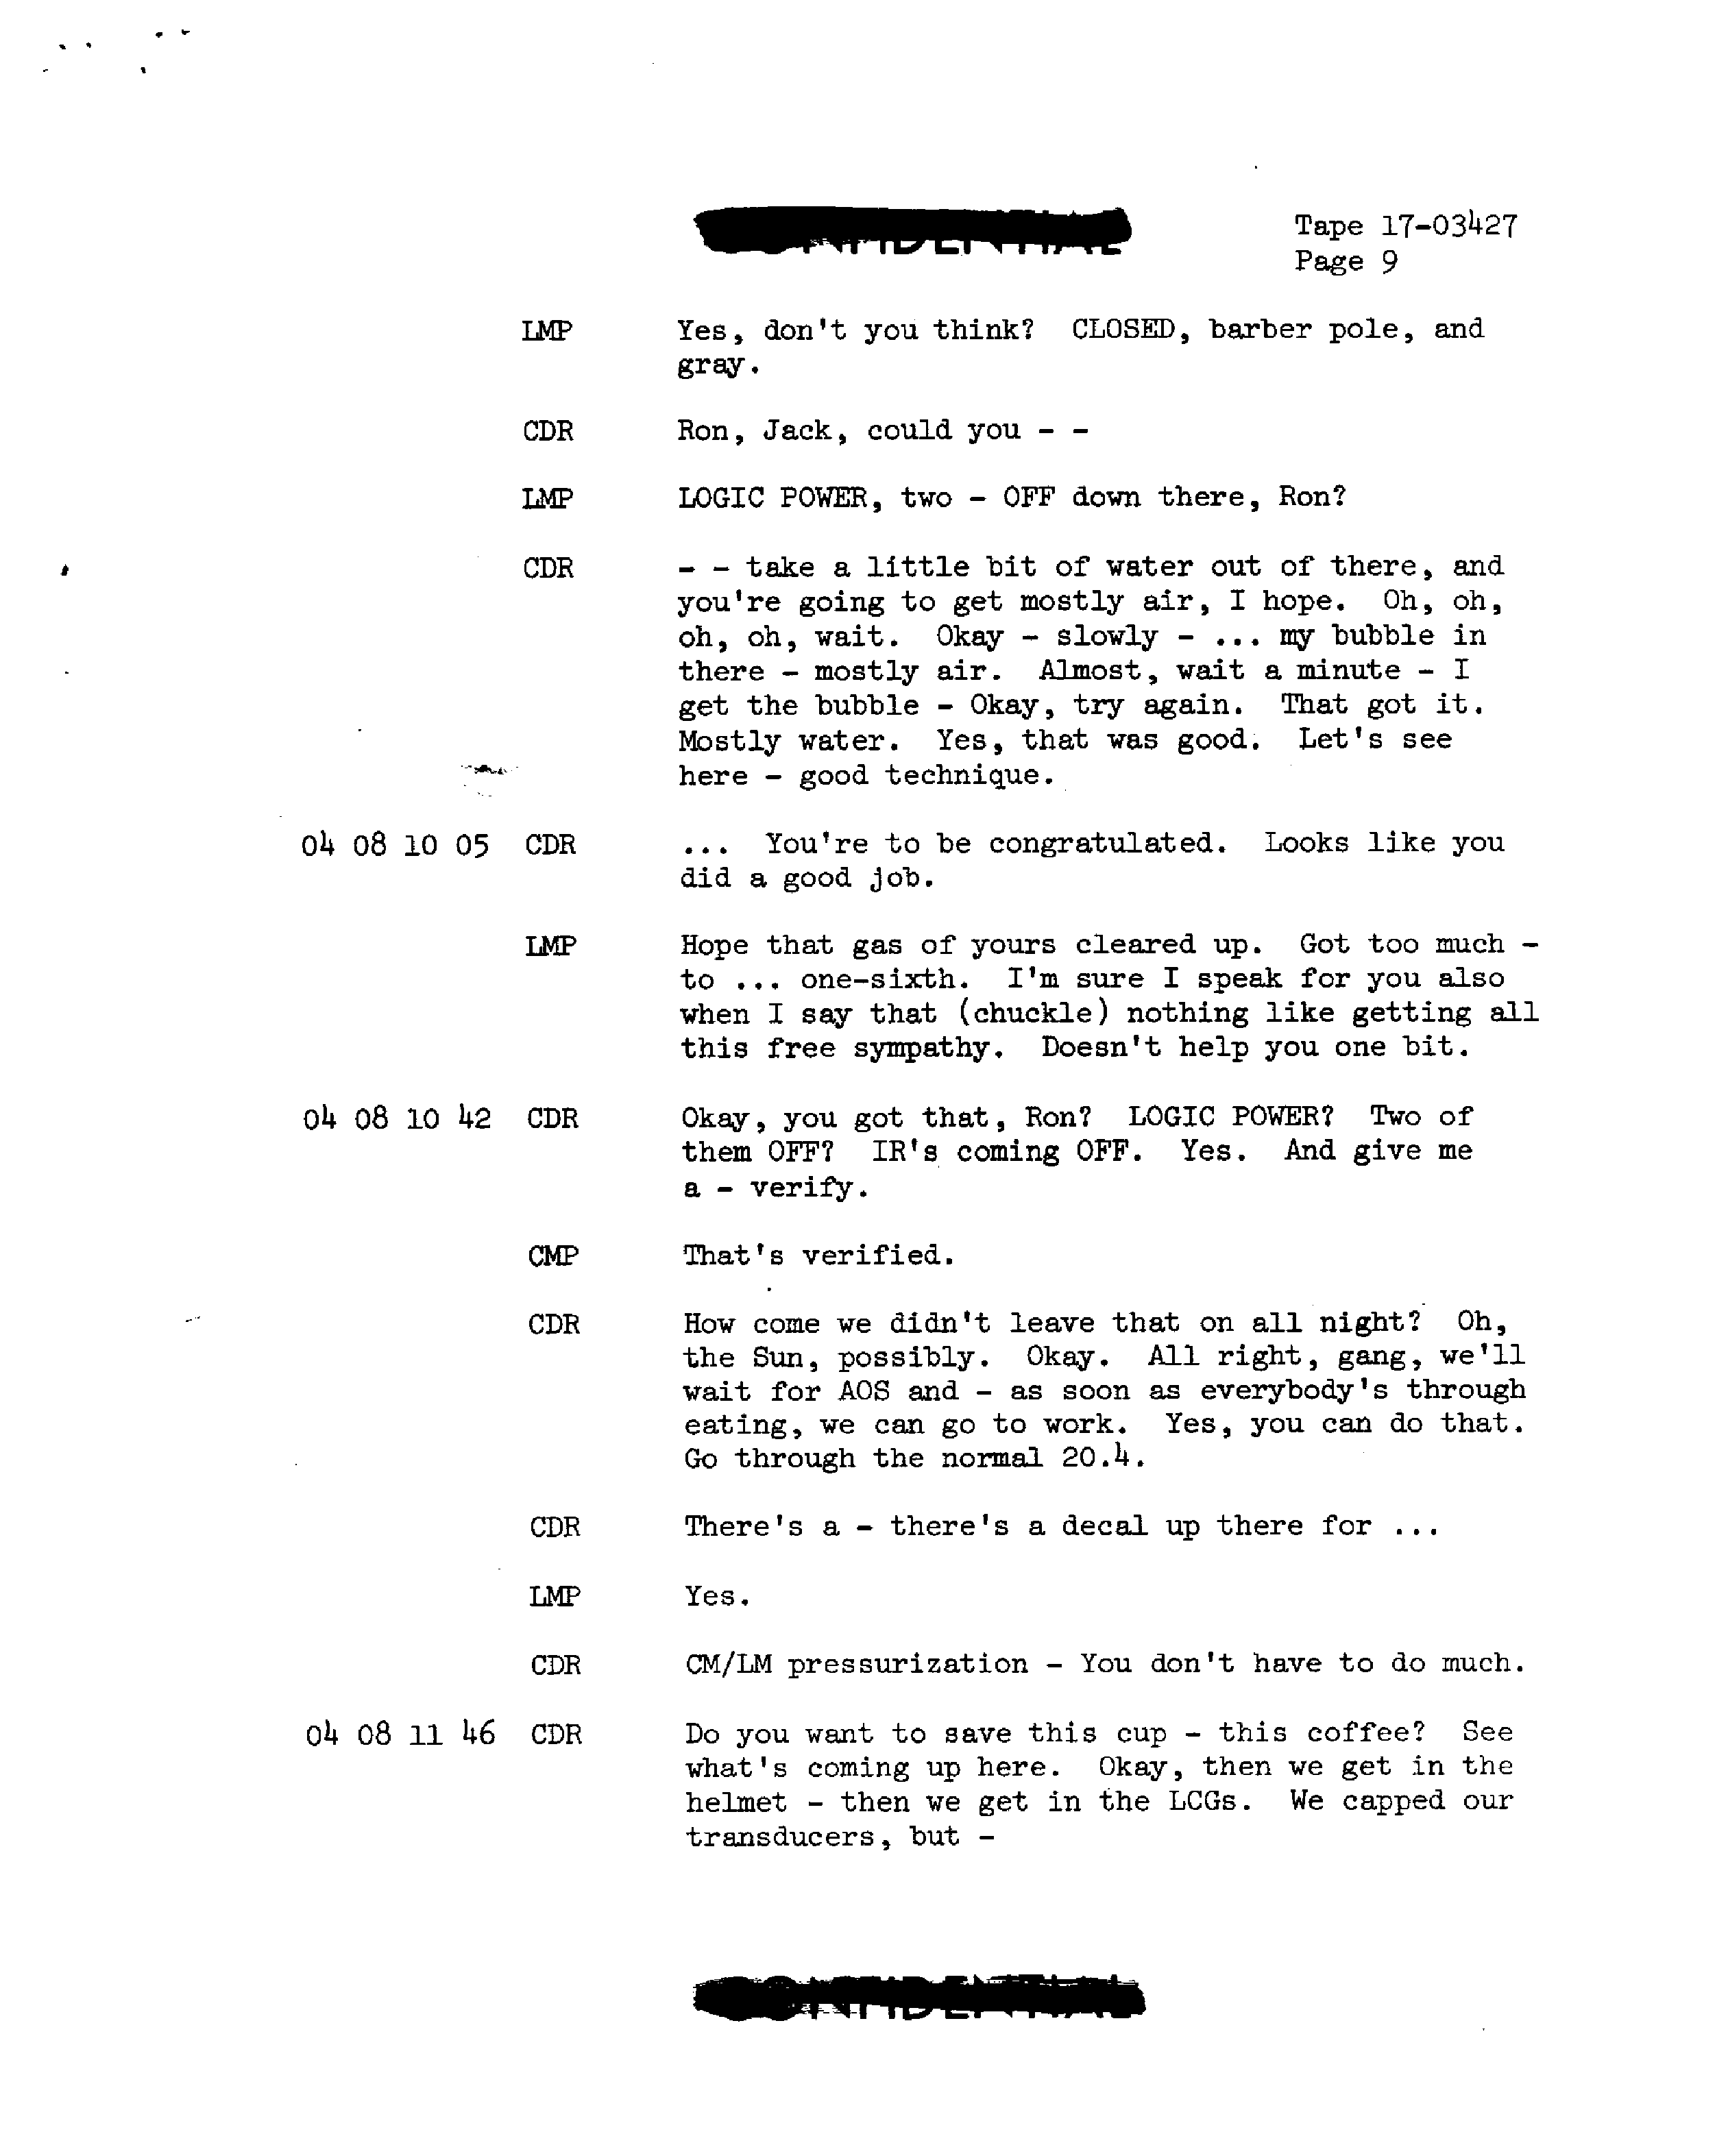 CONFIDENTIAL
Tape 17-03427
Page 9
LMP Yes, don't you think? CLOSED, barber pole, and
gray.
CDR Ron, Jack, could you - -
LMP LOGIC POWER, two - OFF down there, Ron?
CDR - - take a little bit of water out of there, and
you're going to get mostly air, I hope. Oh, oh,
oh, oh, wait. Okay - slowly - ... my bubble in
there - mostly air. Almost, wait a minute - I
get the bubble - Okay, try again. That got it.
Mostly water. Yes, that was good. Let's see
here - good technique.
04 08 10 05 CDR ... You're to be congratulated. Looks like you
did a good job.
LMP Hope that gas of yours cleared up. Got too much -
to ... one-sixth. I'm sure I speak for you also
when I say that (chuckle) nothing like getting all
this free sympathy. Doesn't help you one bit.
04 08 10 42 CDR Okay, you got that, Ron? LOGIC POWER? Two of
them OFF? IR's coming OFF. Yes. And give me
a - verify.
CMP That's verified.
CDR How come we didn't leave that on all night? Oh,
the Sun, possibly. Okay. All right, gang, we'll
wait for AOS and - as soon as everybody's through
eating, we can go to work. Yes, you can do that.
Go through the normal 20.4.
CDR There's a - there's a decal up there for ...
LMP Yes.
CDR CM/LM pressurization - You don't have to do much.
04 08 11 46 CDR Do you want to save this cup - this coffee? See
what's coming up here. Okay, then we get in the
helmet - then we get in the LCGs. We capped our
transducers, but -
CONFIDENTIAL